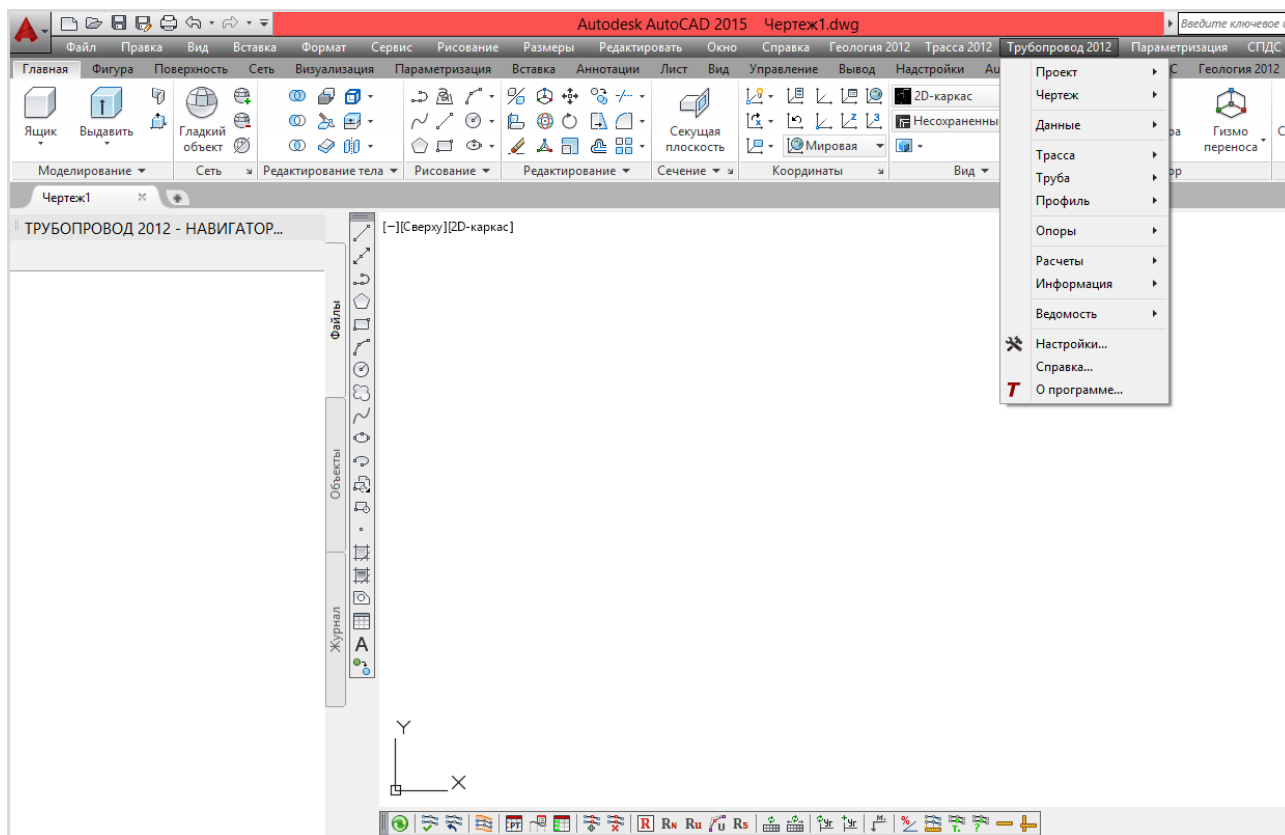 Autodesk AutoCAD 2015 Чертеж1.dwg
Введите ключевое
Файл Правка Вид Вставка Формат Сервис Рисование Размеры Редактировать Окно Справка Геология 2012 Трасса 2012 Трубопровод 2012 Параметризация СПДС
Главная Фигура Поверхность Сеть Визуализация Параметризация Вставка Аннотации Лист Вид Управление Вывод Надстройки Au С Геология 2012
Ящик Выдавить Гладкий объект Секущая плоскость Мировая 2D-каркас Несохраненны Гизмо переноса
Моделирование Сеть Редактирование тела Рисование Редактирование Сечение Координаты Вид
Чертеж1
ТРУБОПРОВОД 2012 - НАВИГАТОР...
[−][Сверху][2D-каркас]
Файлы
Объекты
Журнал
Проект
Чертеж
Данные
Трасса
Труба
Профиль
Опоры
Расчеты
Информация
Ведомость
Настройки...
Справка...
T О программе...
A
Y
X
R RN Ru Rs